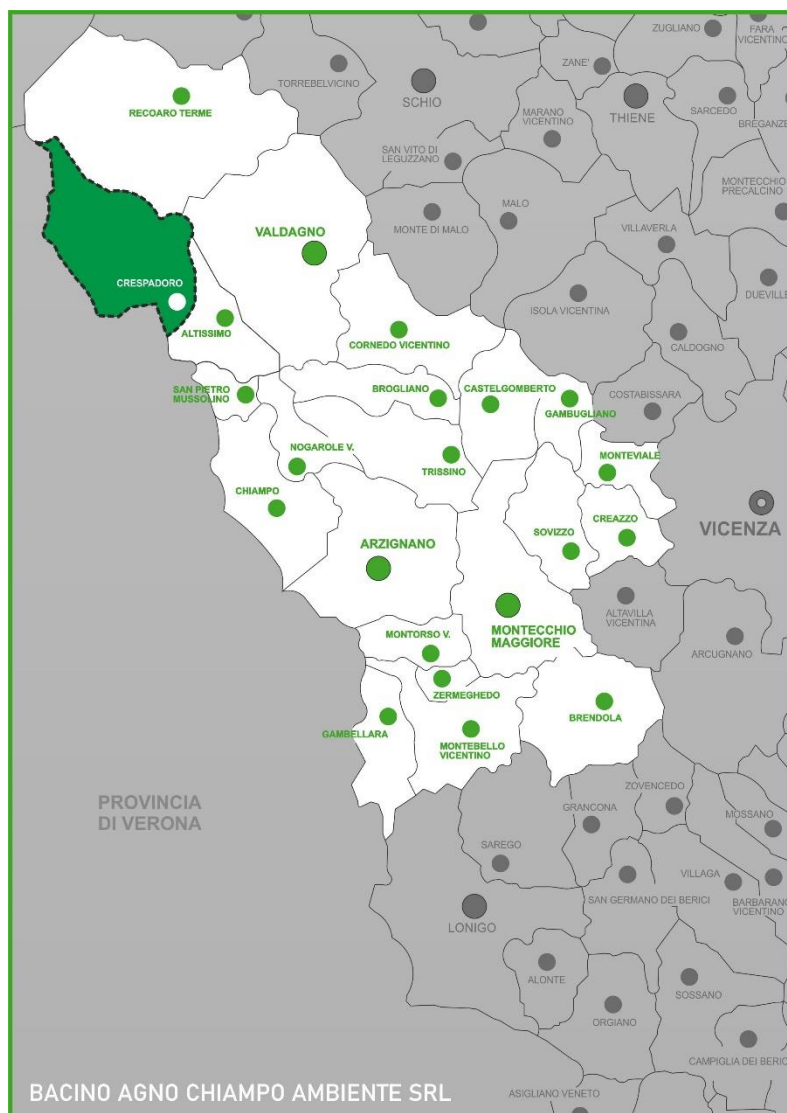 ZUGLIANO
FARA
VICENTINO
ZANE'
TORREBELVICINO
SCHIO
RECOARO TERME
MARANO
VICENTINO
THIENE
SARCEDO
BREGANZE
SAN VITO DI
LEGUZZANO
MONTECCHIO
PRECALCINO
MALO
MONTE DI MALO
VILLAVERLA
VALDAGNO
DUEVILLE
CRESPADORO
ISOLA VICENTINA
ALTISSIMO
CORNEDO VICENTINO
CALDOGNO
SAN PIETRO
MUSSOLINO
BROGLIANO
CASTELGOMBERTO
GAMBUGLIANO
COSTABISSARA
NOGAROLE V.
TRISSINO
MONTEVIALE
CHIAMPO
SOVIZZO
CREAZZO
VICENZA
ARZIGNANO
ALTAVILLA
VICENTINA
MONTORSO V.
MONTECCHIO
MAGGIORE
ARCUGNANO
ZERMEGHEDO
BRENDOLA
GAMBELLARA
MONTEBELLO
VICENTINO
PROVINCIA
DI VERONA
ZOVENCEDO
GRANCONA
MOSSANO
SAREGO
VILLAGA
SAN GERMANO DEI BERICI
BARBARANO
VICENTINO
LONIGO
ALONTE
SOSSANO
ORGIANO
CAMPIGLIA DEI BERIC
ASIGLIANO VENETO
BACINO AGNO CHIAMPO AMBIENTE SRL